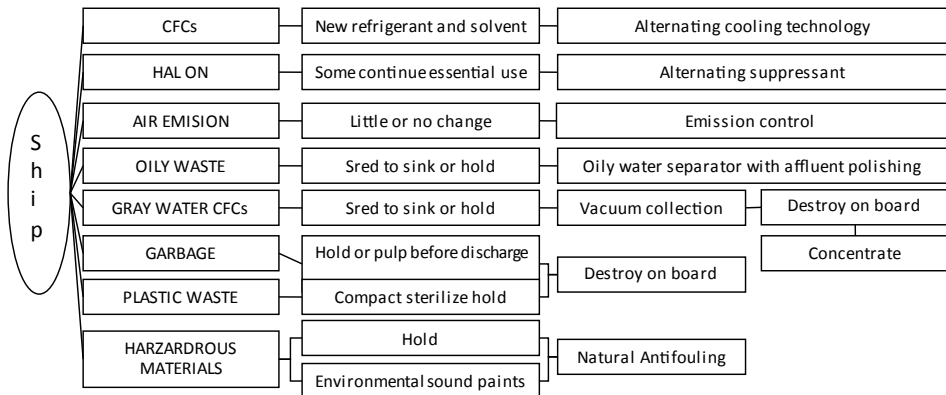 Ship
CFCs
New refrigerant and solvent
Alternating cooling technology
HAL ON
Some continue essential use
Alternating suppressant
AIR EMISION
Little or no change
Emission control
OILY WASTE
Sred to sink or hold
Oily water separator with affluent polishing
GRAY WATER CFCs
Sred to sink or hold
Vacuum collection
Destroy on board
Concentrate
GARBAGE
Hold or pulp before discharge
Destroy on board
PLASTIC WASTE
Compact sterilize hold
HARZARDROUS
MATERIALS
Hold
Environmental sound paints
Natural Antifouling